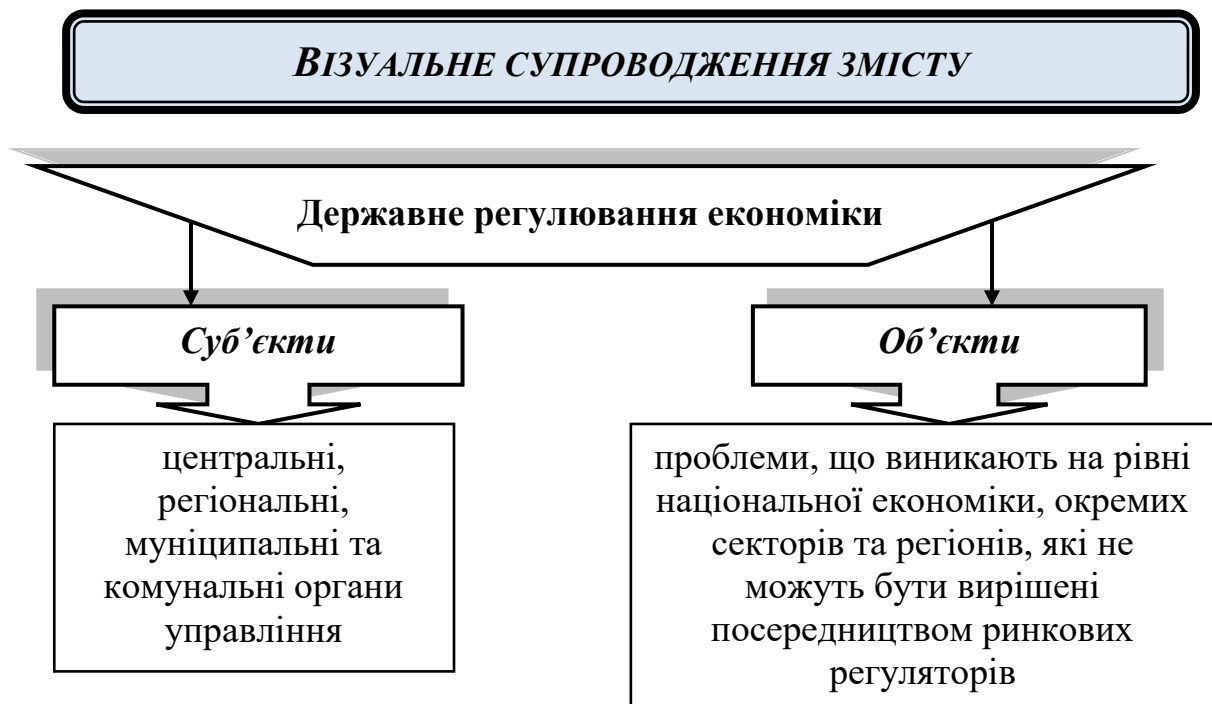 ВІЗУАЛЬНЕ СУПРОВОДЖЕННЯ ЗМІСТУ
Державне регулювання економіки
Суб’єкти
Об’єкти
центральні,
регіональні,
муніципальні та
комунальні органи
управління
проблеми, що виникають на рівні
національної економіки, окремих
секторів та регіонів, які не
можуть бути вирішені
посередництвом ринкових
регуляторів